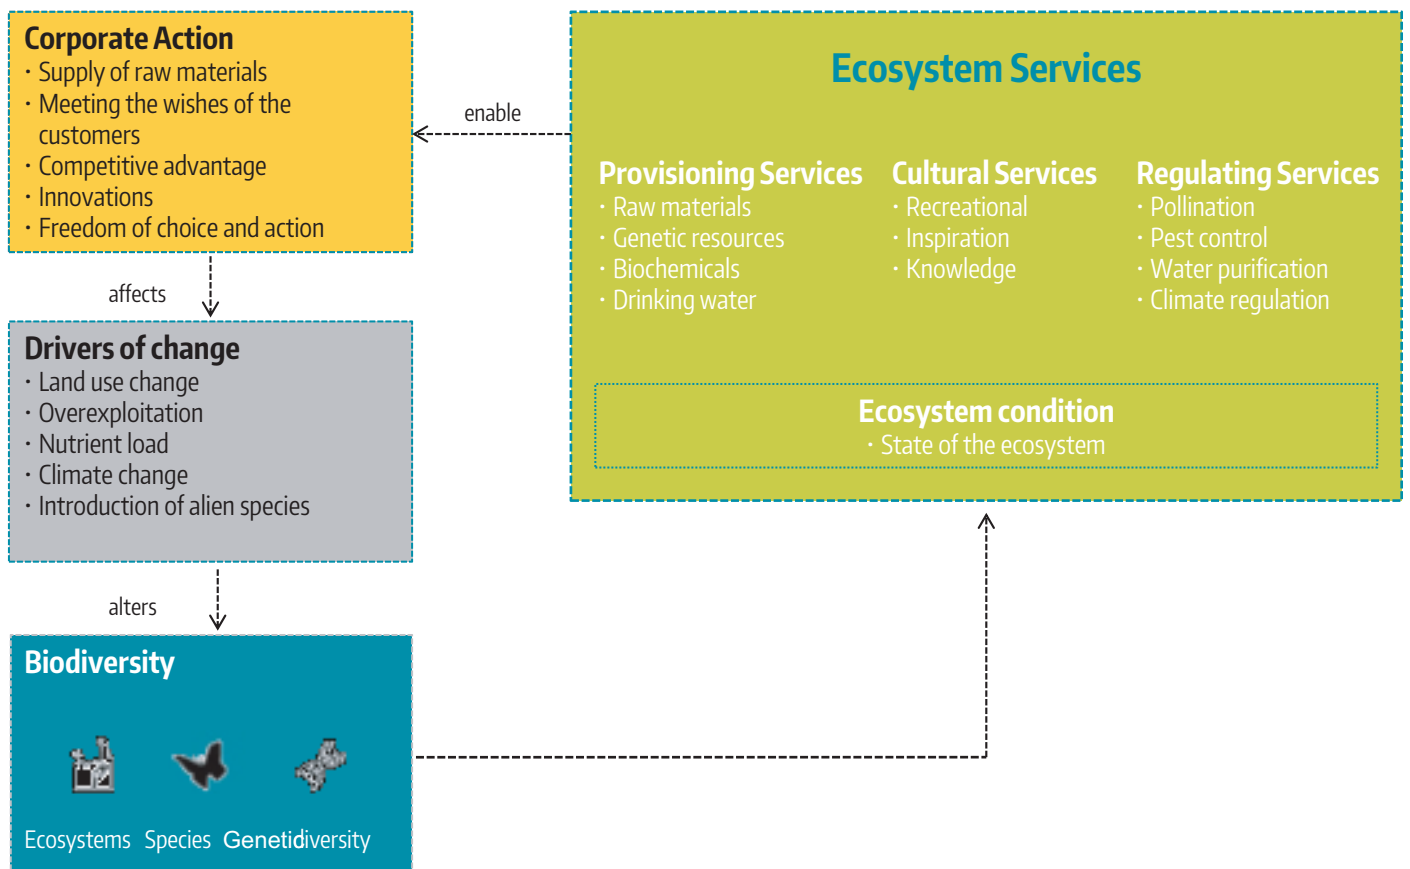 Corporate Action
· Supply of raw materials
· Meeting the wishes of the
customers
· Competitive advantage
· Innovations
· Freedom of choice and action
enable
Ecosystem Services
Provisioning Services
· Raw materials
· Genetic resources
· Biochemicals
· Drinking water
Cultural Services
· Recreational
· Inspiration
· Knowledge
Regulating Services
· Pollination
· Pest control
· Water purification
· Climate regulation
Ecosystem condition
· State of the ecosystem
affects
Drivers of change
· Land use change
· Overexploitation
· Nutrient load
· Climate change
· Introduction of alien species
alters
Biodiversity
Ecosystems
Species
Genetic diversity